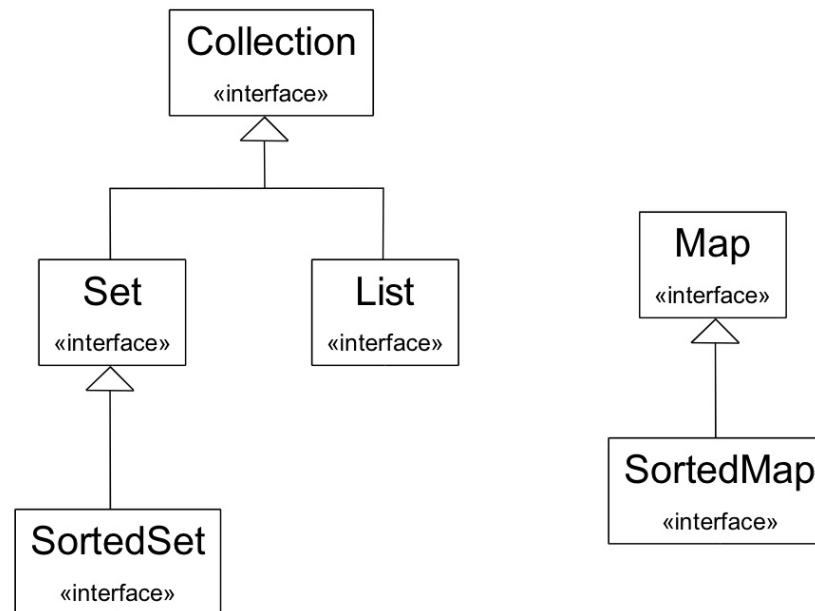 Collection
«interface»
Set
«interface»
List
«interface»
Map
«interface»
SortedSet
«interface»
SortedMap
«interface»